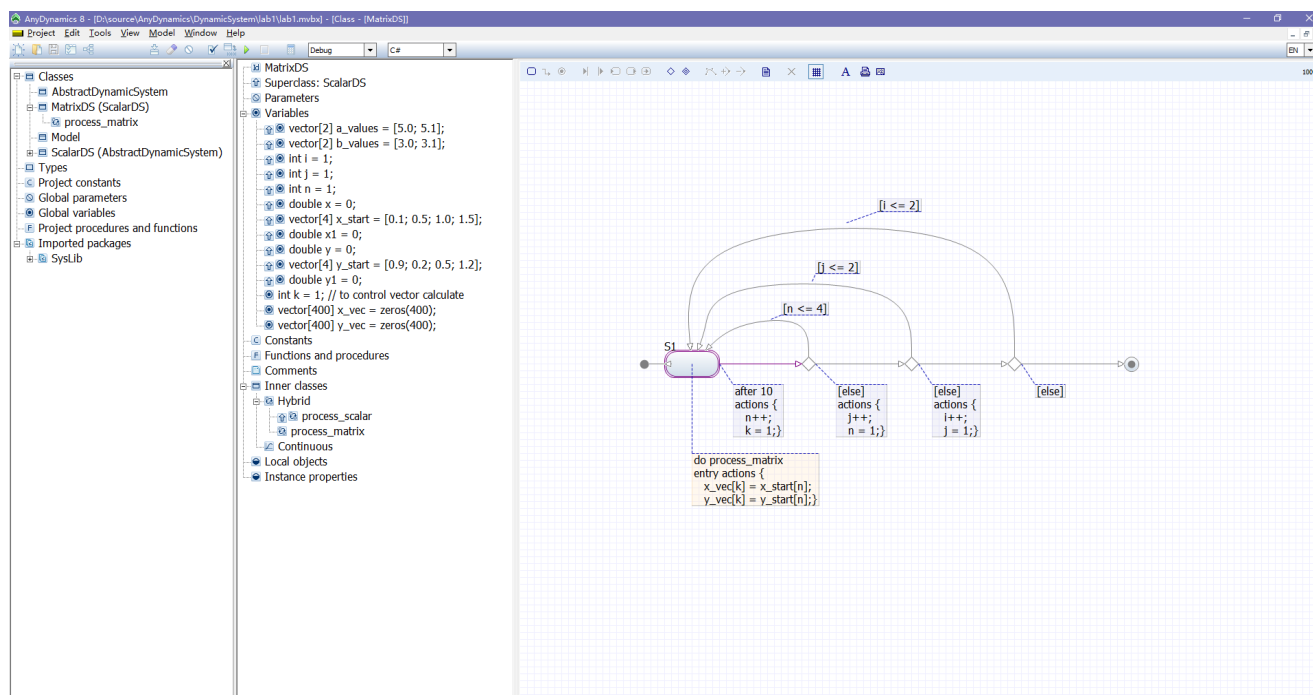 AnyDynamics 8 - [D:\source\AnyDynamics\DynamicSystem\lab1\lab1.mvbx] - [Class - [MatrixDS]]
Project Edit Tools View Model Window Help
Debug
C#
EN
Classes
AbstractDynamicSystem
MatrixDS (ScalarDS)
process_matrix
Model
ScalarDS (AbstractDynamicSystem)
Types
Project constants
Global parameters
Global variables
Project procedures and functions
Imported packages
SysLib
MatrixDS
Superclass: ScalarDS
Parameters
Variables
vector[2] a_values = [5.0; 5.1];
vector[2] b_values = [3.0; 3.1];
int i = 1;
int j = 1;
int n = 1;
double x = 0;
vector[4] x_start = [0.1; 0.5; 1.0; 1.5];
double x1 = 0;
double y = 0;
vector[4] y_start = [0.9; 0.2; 0.5; 1.2];
double y1 = 0;
int k = 1; // to control vector calculate
vector[400] x_vec = zeros(400);
vector[400] y_vec = zeros(400);
Constants
Functions and procedures
Comments
Inner classes
Hybrid
process_scalar
process_matrix
Continuous
Local objects
Instance properties
A
100
[i <= 2]
[j <= 2]
[n <= 4]
S1
after 10
actions {
n++;
k = 1;}
[else]
actions {
j++;
n = 1;}
[else]
actions {
i++;
j = 1;}
[else]
do process_matrix
entry actions {
x_vec[k] = x_start[n];
y_vec[k] = y_start[n];}